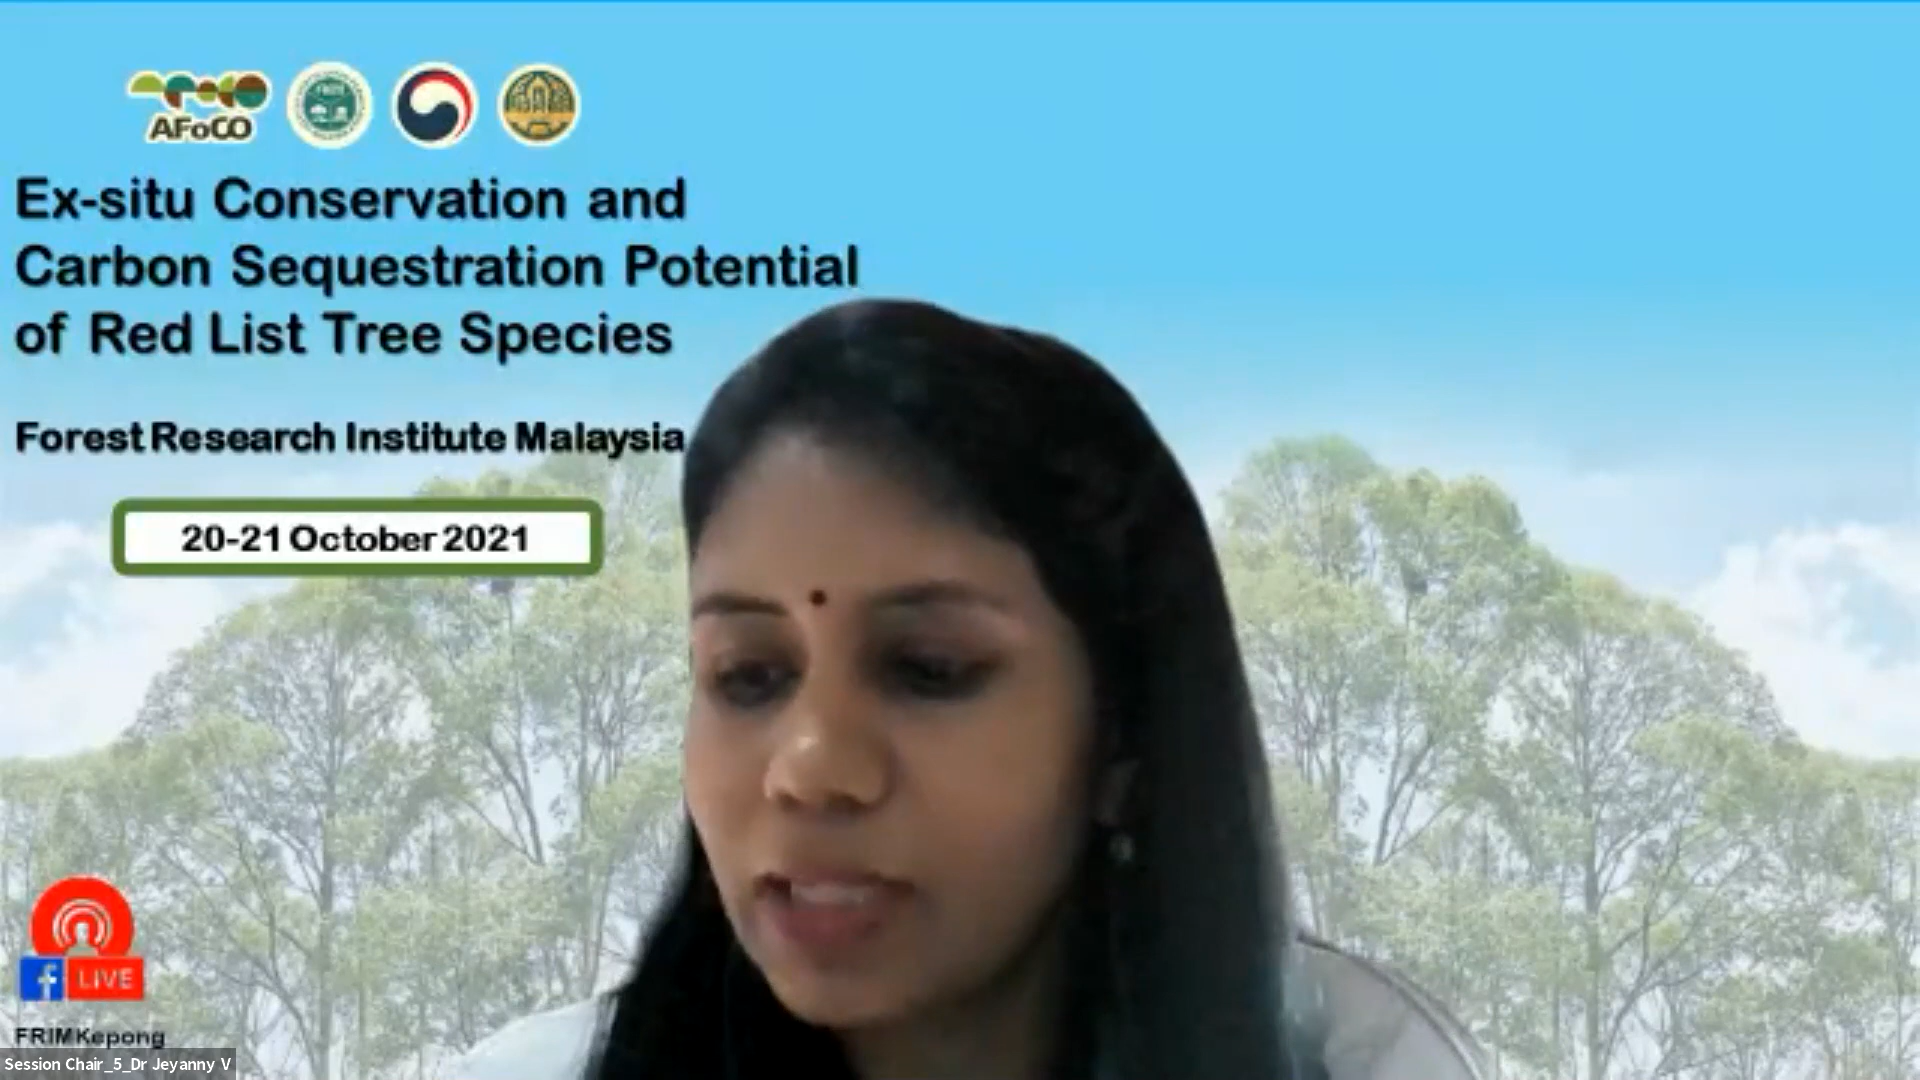 AFoCO
FRIM
Ex-situ Conservation and
Carbon Sequestration Potential
of Red List Tree Species
Forest Research Institute Malaysia
20-21 October 2021
LIVE
FRIMKepong
Session Chair_5_Dr Jeyanny V